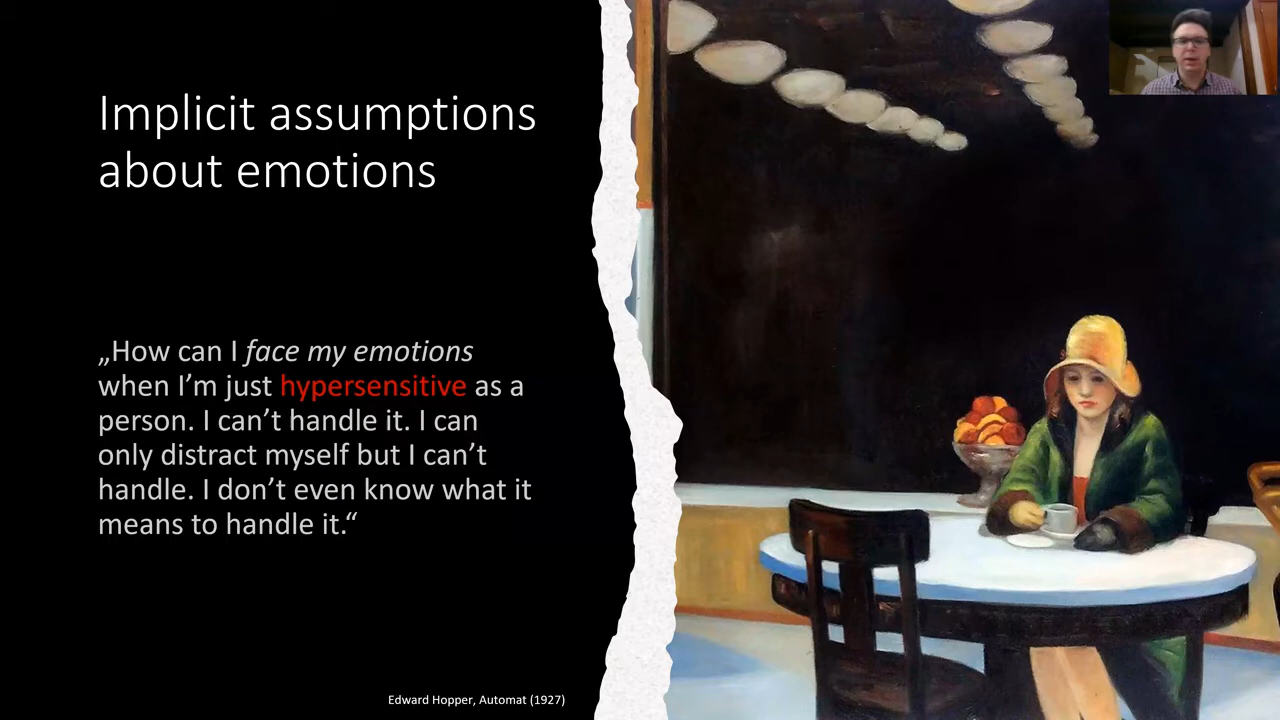 Implicit assumptions
about emotions
„How can I face my emotions
when I’m just hypersensitive as a
person. I can’t handle it. I can
only distract myself but I can’t
handle. I don’t even know what it
means to handle it.“
Edward Hopper, Automat (1927)